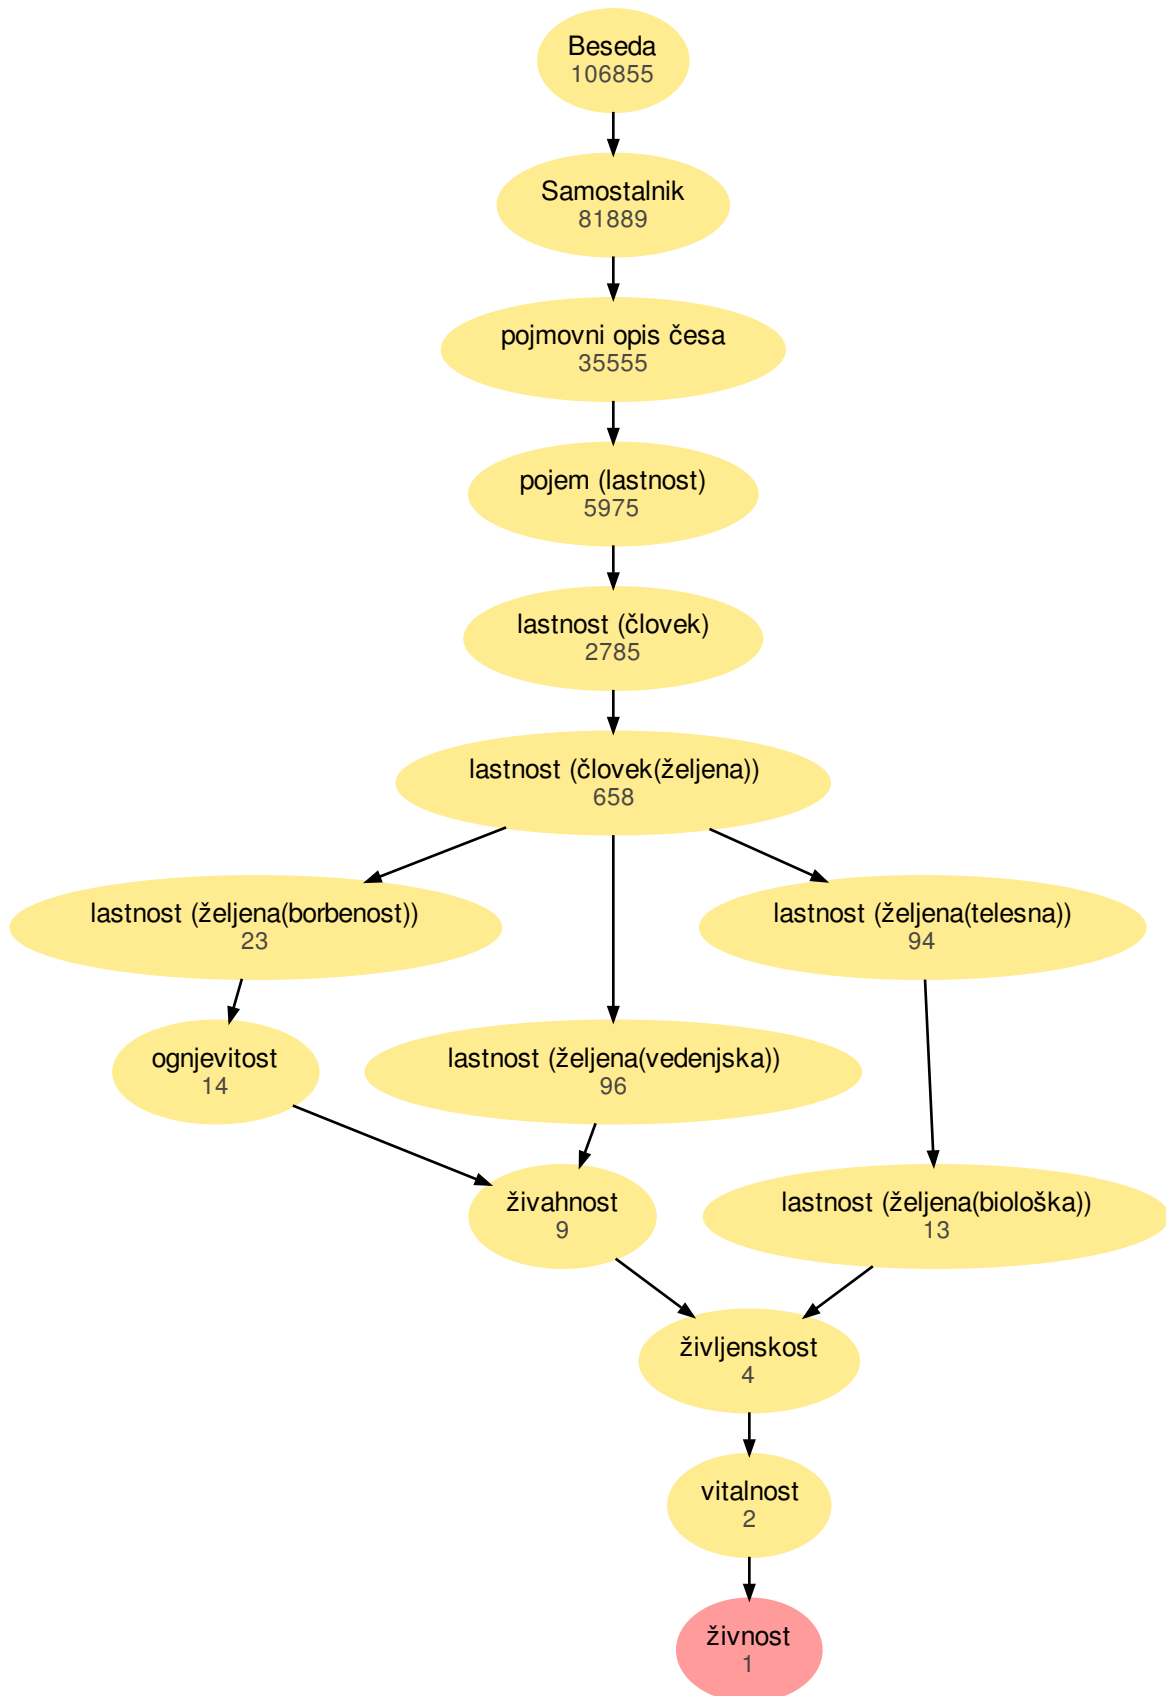 Beseda
106855
Samostalnik
81889
pojmovni opis česa
35555
pojem (lastnost)
5975
lastnost (človek)
2785
lastnost (človek(željena))
658
lastnost (željena(borbenost))
23
lastnost (željena(telesna))
94
ognjevitost
14
lastnost (željena(vedenjska))
96
živahnost
9
lastnost (željena(biološka))
13
življenskost
4
vitalnost
2
živnost
1